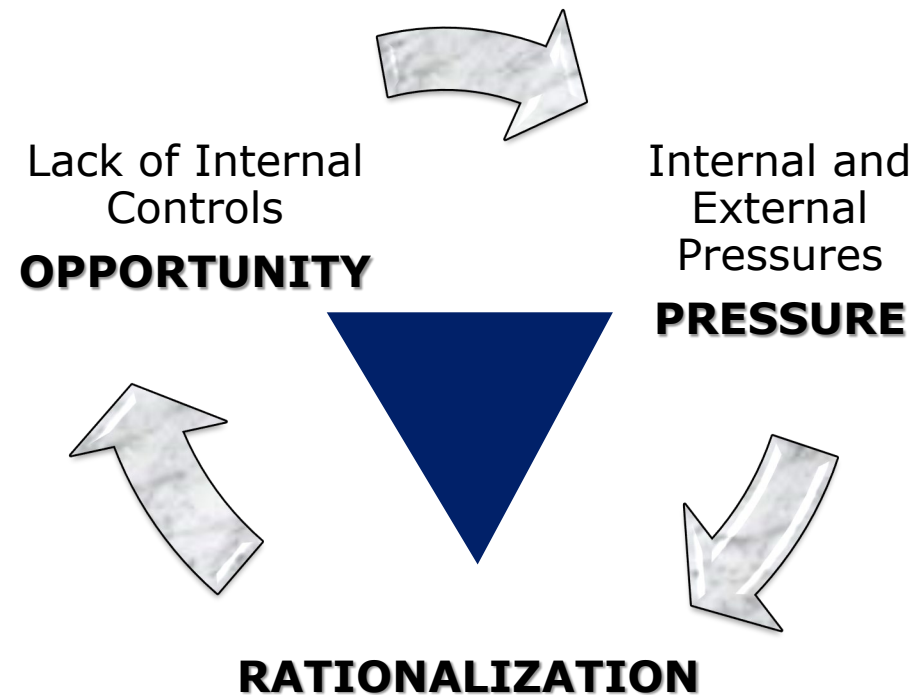 Lack of Internal
Controls
OPPORTUNITY
Internal and
External
Pressures
PRESSURE
RATIONALIZATION